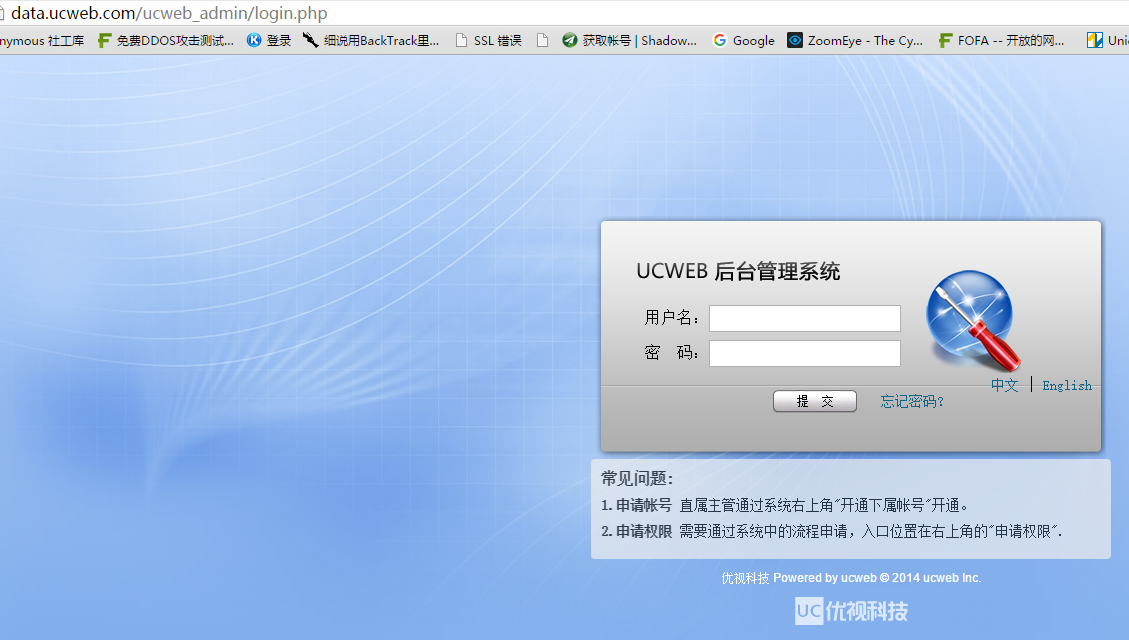 data.ucweb.com/ucweb_admin/login.php
nymous 社工库 免费DDOS攻击测试... 登录 细说用BackTrack里... SSL 错误 获取帐号 | Shadow... Google ZoomEye - The Cy... FOFA -- 开放的网... Unic
UCWEB 后台管理系统
用户名:
密 码:
中文 | English
提 交 忘记密码?
常见问题:
1. 申请帐号 直属主管通过系统右上角"开通下属帐号"开通。
2. 申请权限 需要通过系统中的流程申请, 入口位置在右上角的"申请权限".
优视科技 Powered by ucweb © 2014 ucweb Inc.
UC 优视科技